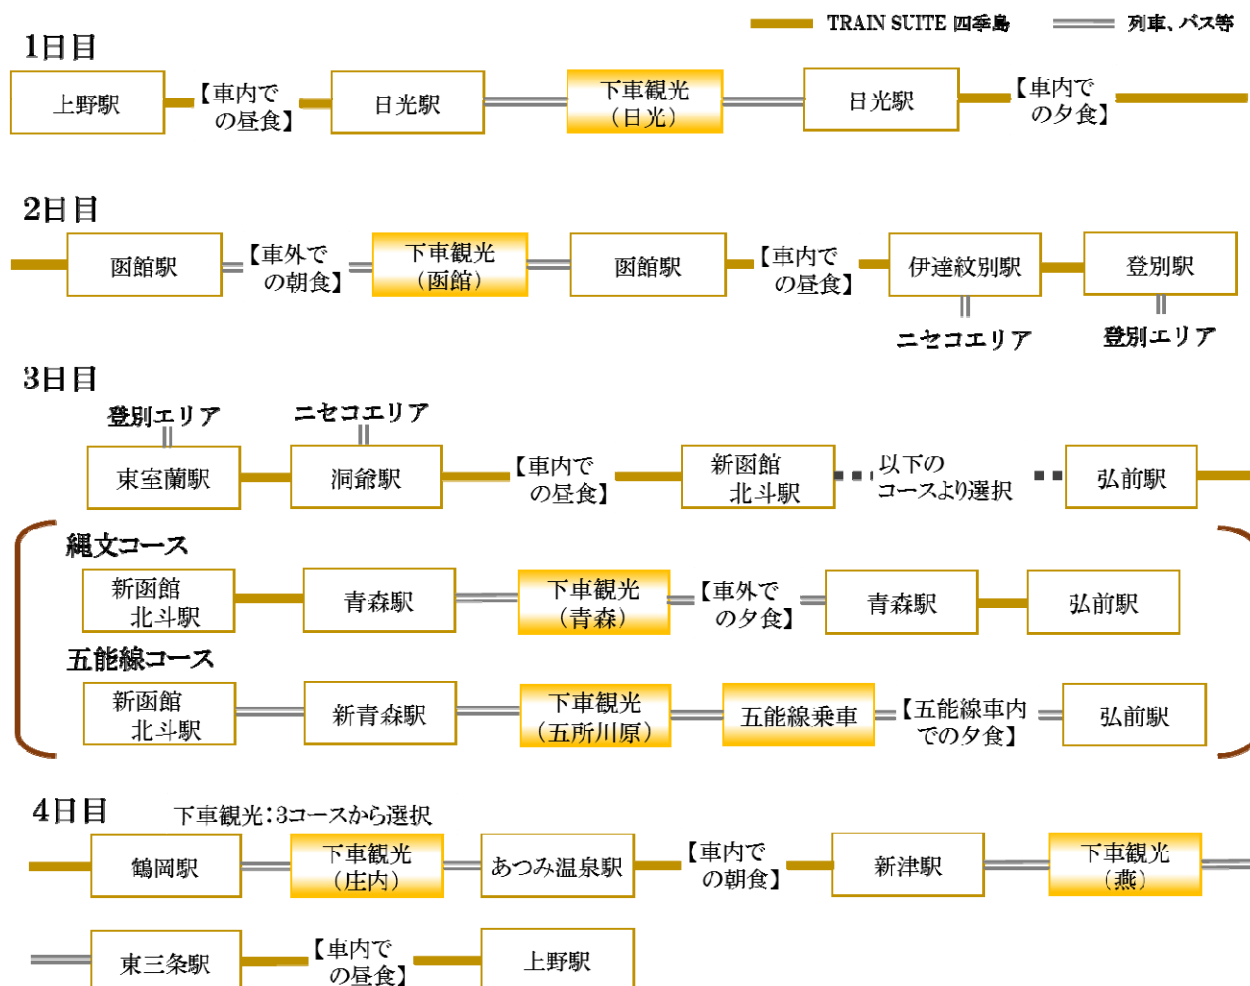 TRAIN SUITE 四季島
列車、バス等
1日目
上野駅
【車内で
の昼食】
日光駅
下車観光
(日光)
日光駅
【車内で
の夕食】
2日目
函館駅
【車外で
の朝食】
下車観光
(函館)
函館駅
【車内で
の昼食】
伊達紋別駅
登別駅
ニセコエリア
登別エリア
3日目
登別エリア
ニセコエリア
東室蘭駅
洞爺駅
【車内で
の昼食】
新函館
北斗駅
以下の
コースより選択
弘前駅
縄文コース
新函館
北斗駅
青森駅
下車観光
(青森)
【車外で
の夕食】
青森駅
弘前駅
五能線コース
新函館
北斗駅
新青森駅
下車観光
(五所川原)
五能線乗車
【五能線車内
での夕食】
弘前駅
4日目
下車観光:3コースから選択
鶴岡駅
下車観光
(庄内)
あつみ温泉駅
【車内で
の朝食】
新津駅
下車観光
(燕)
東三条駅
【車内で
の昼食】
上野駅